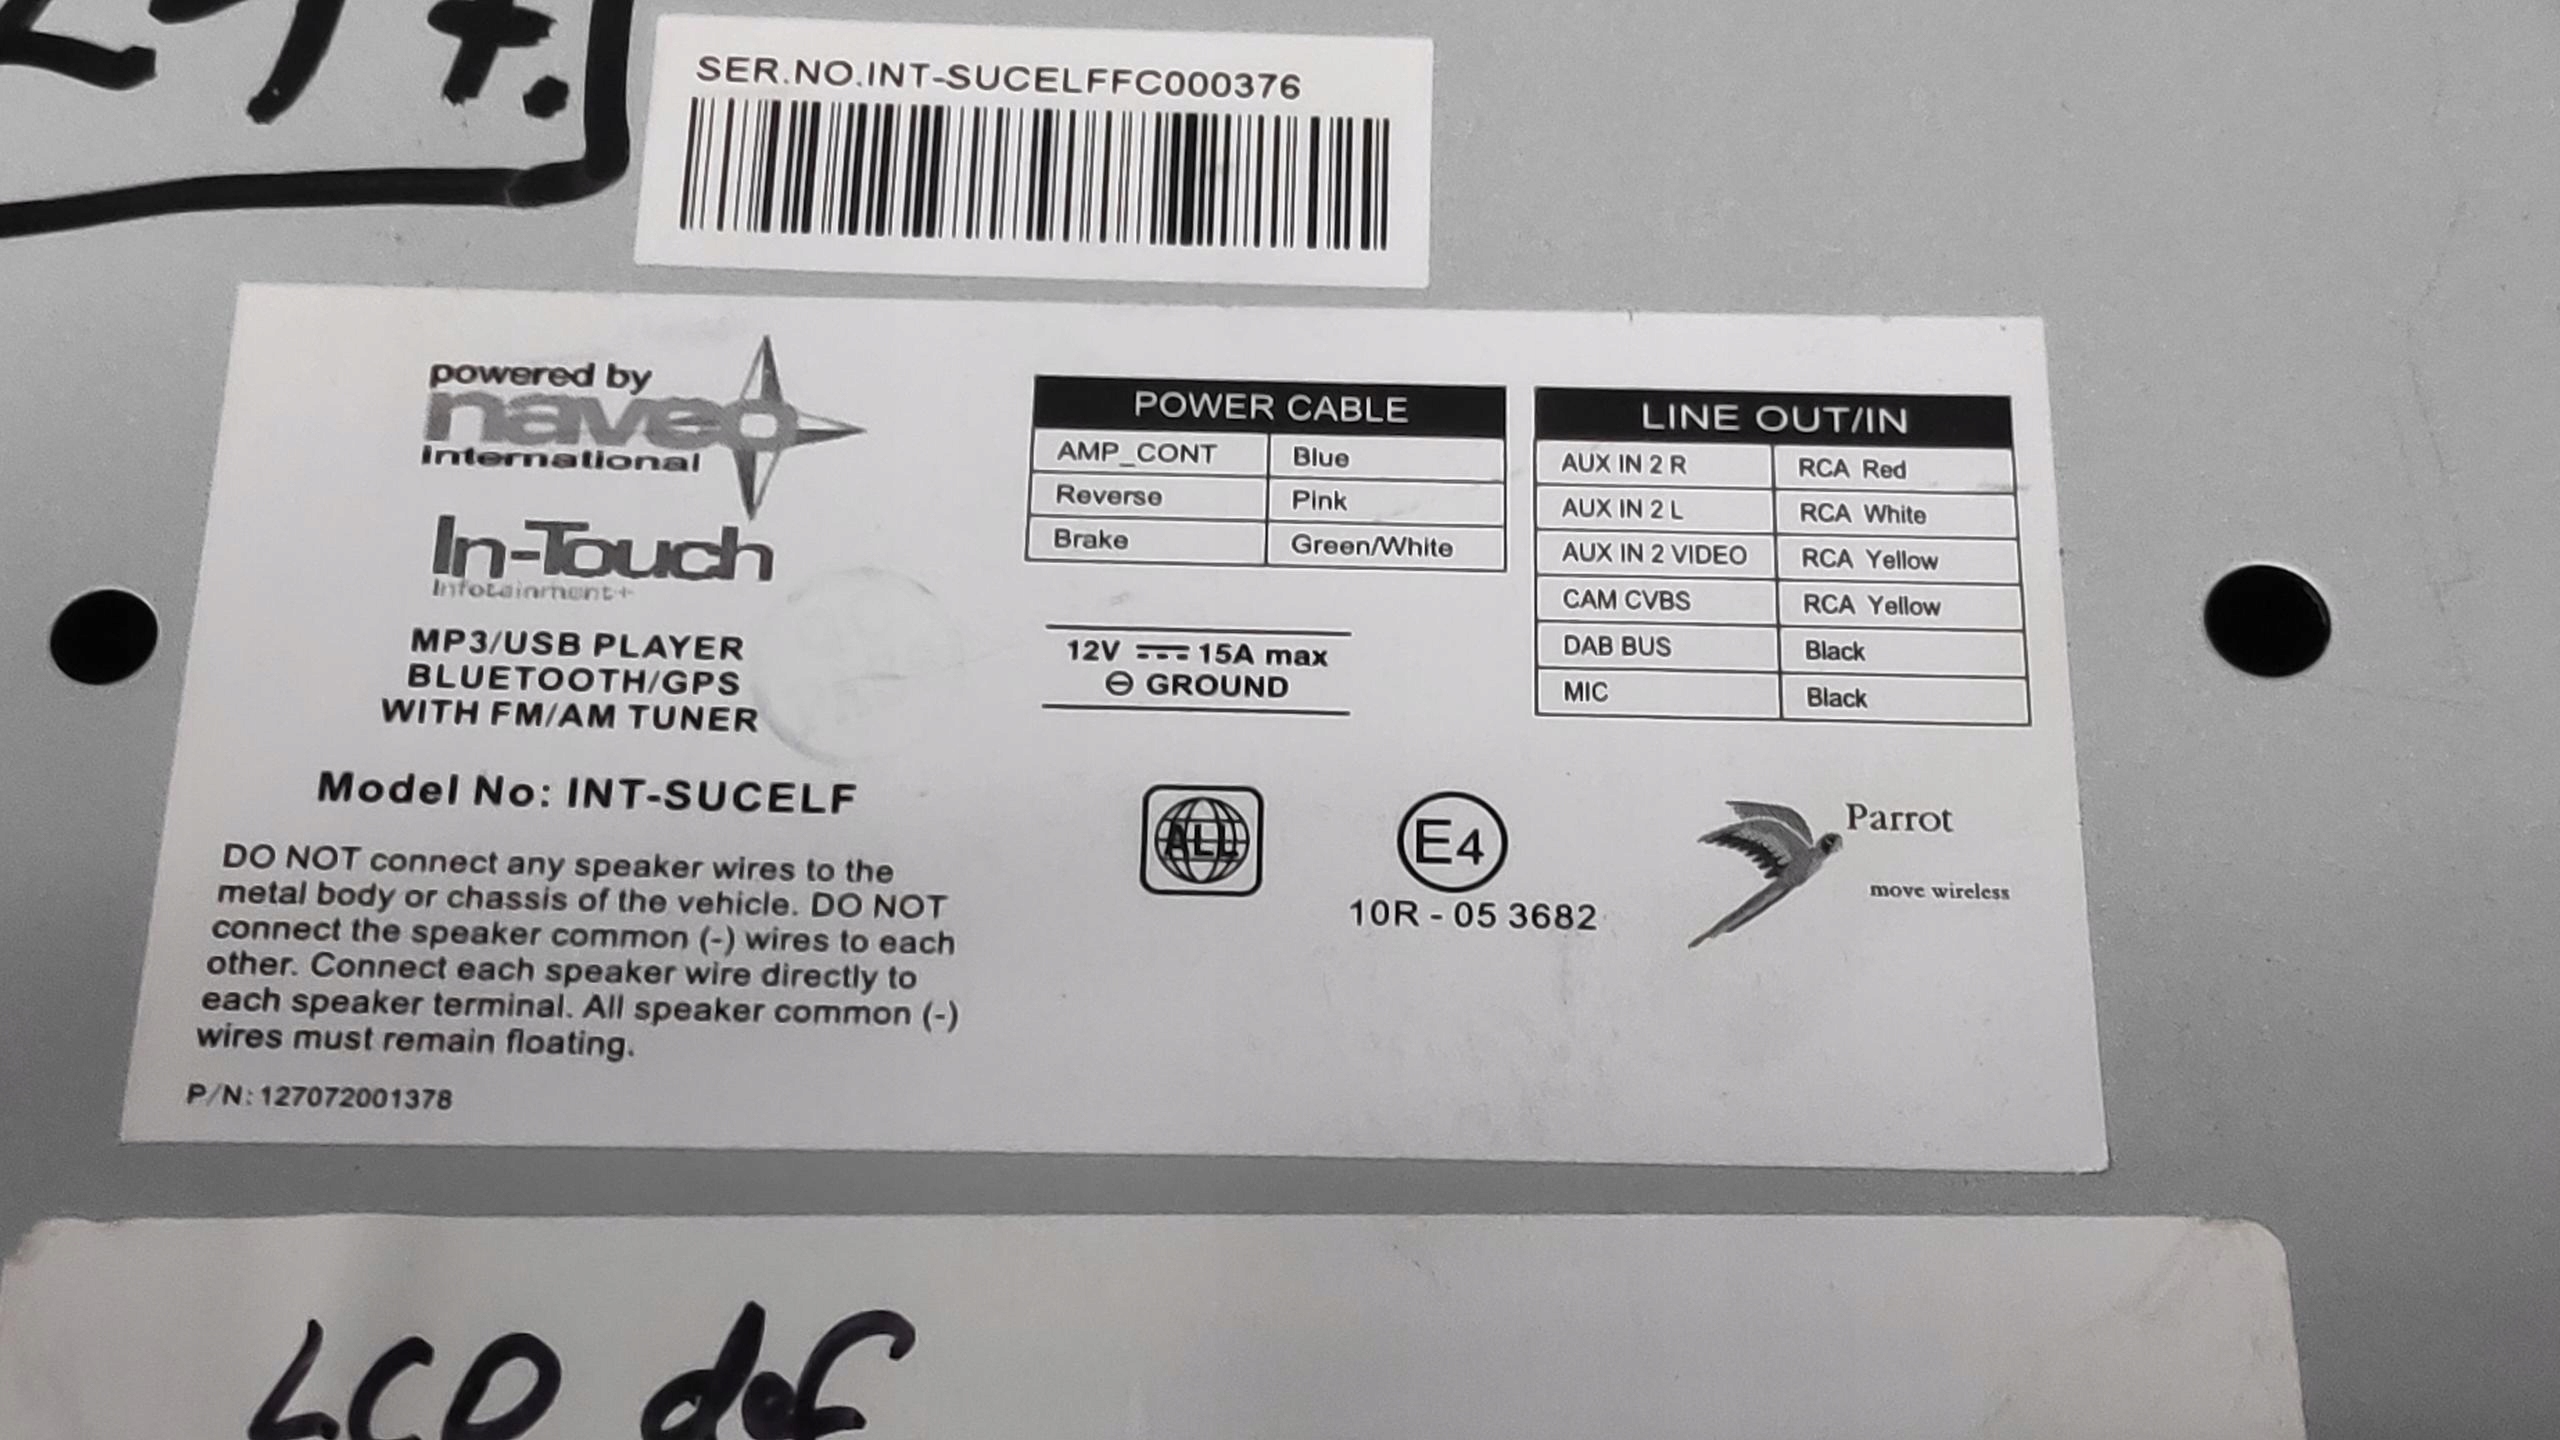 SER.NO.INT-SUCELFFC000376
powered by
naveo
international
In-Touch
Infotainment+
MP3/USB PLAYER
BLUETOOTH/GPS
WITH FM/AM TUNER
Model No: INT-SUCELF
DO NOT connect any speaker wires to the
metal body or chassis of the vehicle. DO NOT
connect the speaker common (-) wires to each
other. Connect each speaker wire directly to
each speaker terminal. All speaker common (-)
wires must remain floating.
P/N: 127072001378
POWER CABLE
AMP_CONT Blue
Reverse Pink
Brake Green/White
12V 15A max
GROUND
LINE OUT/IN
AUX IN 2 R RCA Red
AUX IN 2 L RCA White
AUX IN 2 VIDEO RCA Yellow
CAM CVBS RCA Yellow
DAB BUS Black
MIC Black
ALL
E4
10R - 05 3682
Parrot
move wireless
LCD def